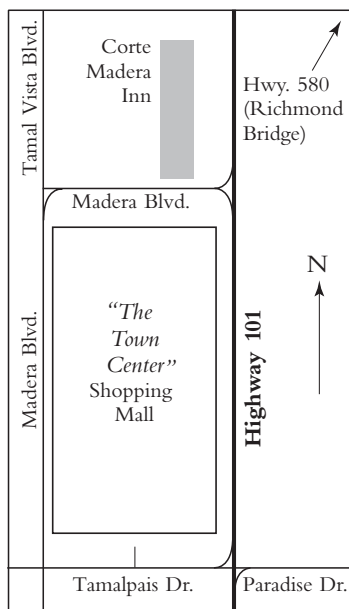 Tamal Vista Blvd.
Corte
Madera
Inn
Hwy. 580
(Richmond
Bridge)
Madera Blvd.
Madera Blvd.
“The
Town
Center”
Shopping
Mall
Highway 101
N
Tamalpais Dr.
Paradise Dr.